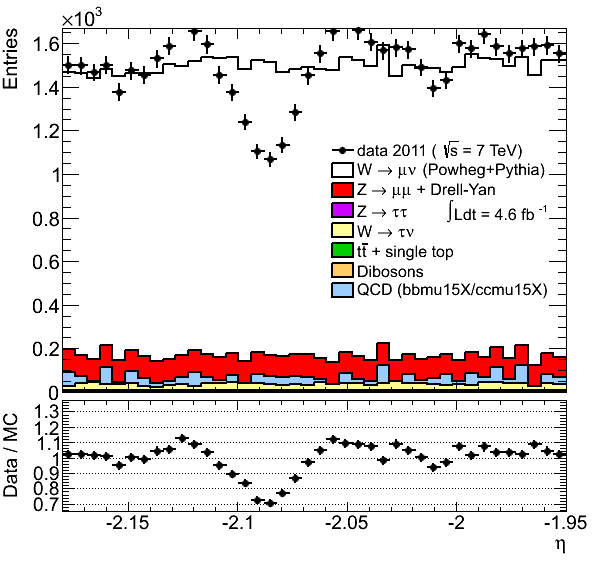 ×10³
Entries
1.6
1.4
1.2
1
0.8
0.6
0.4
0.2
0
data 2011 ( √s = 7 TeV)
W → μν (Powheg+Pythia)
Z → μμ + Drell-Yan
Z → ττ
∫Ldt = 4.6 fb⁻¹
W → τν
tt̄ + single top
Dibosons
QCD (bbmu15X/ccmu15X)
Data / MC
1.3
1.2
1.1
1
0.9
0.8
0.7
-2.15
-2.1
-2.05
-2
-1.95
η